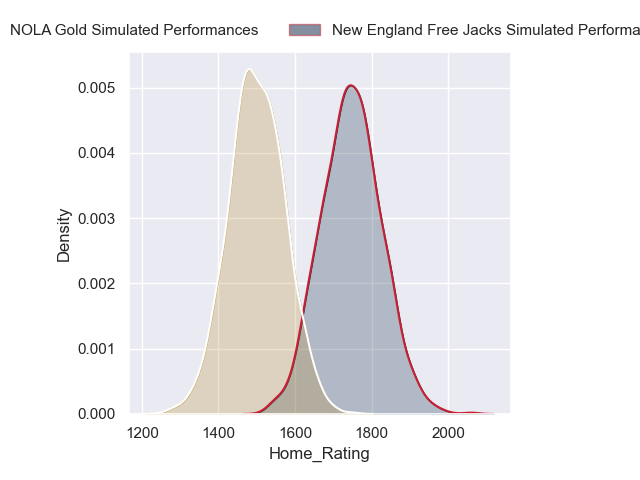 NOLA Gold Simulated Performances
New England Free Jacks Simulated Performa
0.005
0.004
0.003
0.002
0.001
0.000
Density
1200 1400 1600 1800 2000
Home_Rating